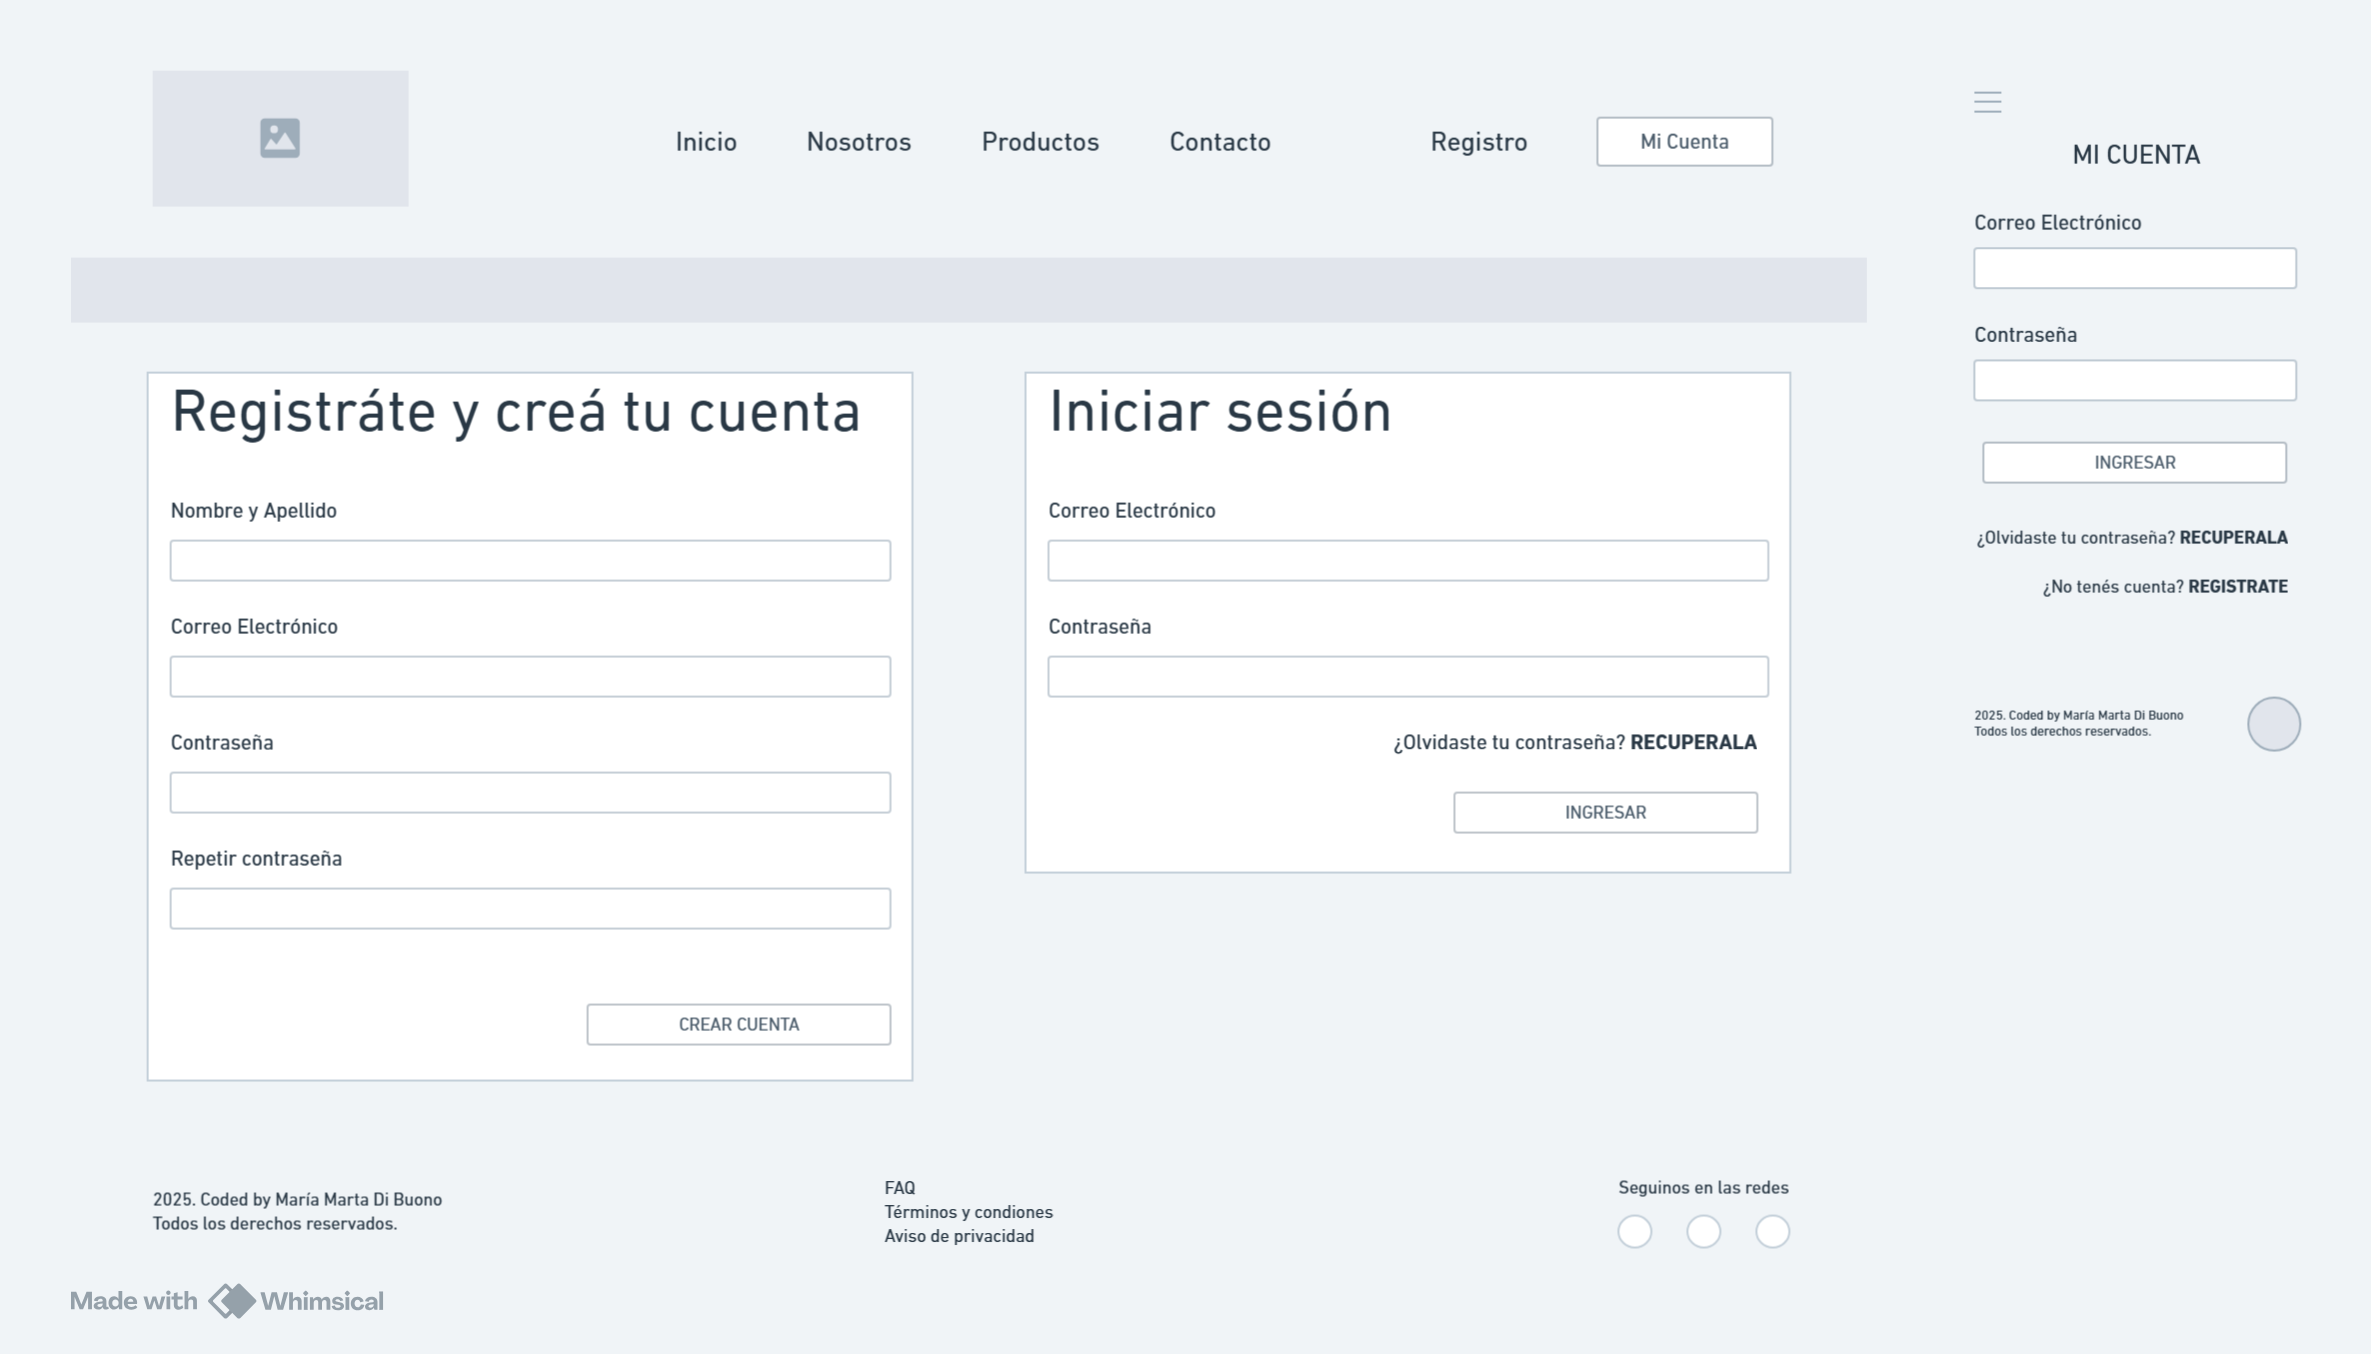 Inicio
Nosotros
Productos
Contacto
Registro
Mi Cuenta
Registráte y creá tu cuenta
Nombre y Apellido
Correo Electrónico
Contraseña
Repetir contraseña
CREAR CUENTA
Iniciar sesión
Correo Electrónico
Contraseña
¿Olvidaste tu contraseña? RECUPERALA
INGRESAR
2025. Coded by María Marta Di Buono
Todos los derechos reservados.
FAQ
Términos y condiones
Aviso de privacidad
Seguinos en las redes
MI CUENTA
Correo Electrónico
Contraseña
INGRESAR
¿Olvidaste tu contraseña? RECUPERALA
¿No tenés cuenta? REGISTRATE
2025. Coded by María Marta Di Buono
Todos los derechos reservados.
Made with Whimsical